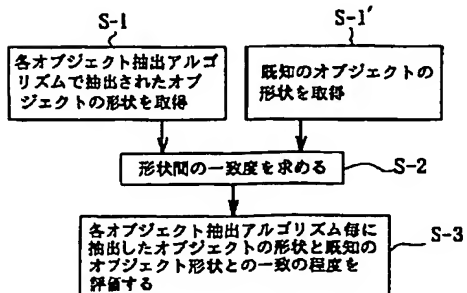 S-1
各オブジェクト抽出アルゴ
リズムで抽出されたオブ
ジェクトの形状を取得
S-1'
既知のオブジェクトの
形状を取得
形状間の一致度を求める
S-2
各オブジェクト抽出アルゴリズム毎に
抽出したオブジェクトの形状と既知の
オブジェクト形状との一致の程度を
評価する
S-3